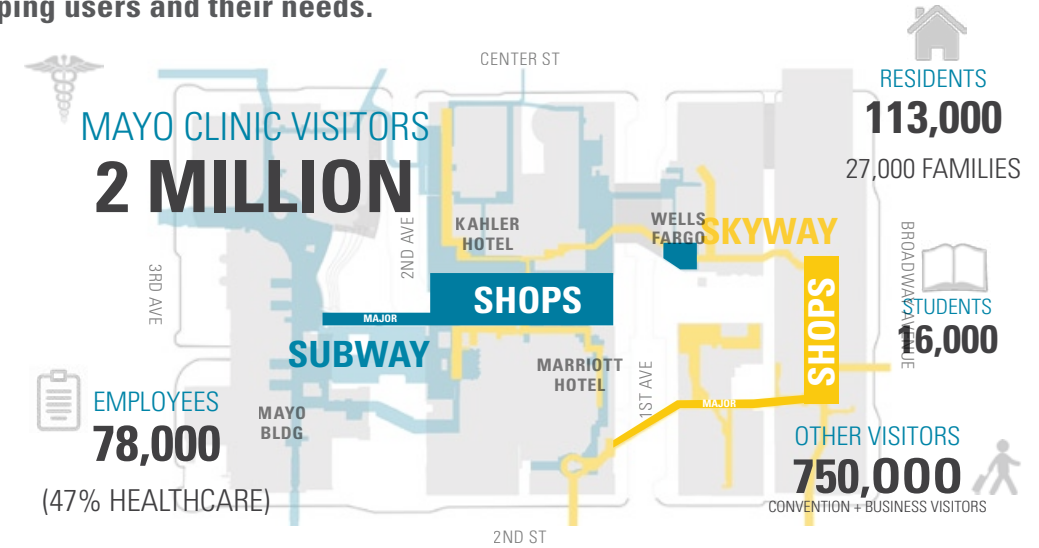 ping users and their needs.
CENTER ST
RESIDENTS
113,000
27,000 FAMILIES
MAYO CLINIC VISITORS
2 MILLION
2ND AVE
KAHLER
HOTEL
WELLS
FARGO
SKYWAY
BROADWAY AVENUE
3RD AVE
SHOPS
SHOPS
STUDENTS
16,000
MAJOR
SUBWAY
MARRIOTT
HOTEL
1ST AVE
EMPLOYEES
78,000
(47% HEALTHCARE)
MAYO
BLDG
MAJOR
OTHER VISITORS
750,000
CONVENTION + BUSINESS VISITORS
2ND ST